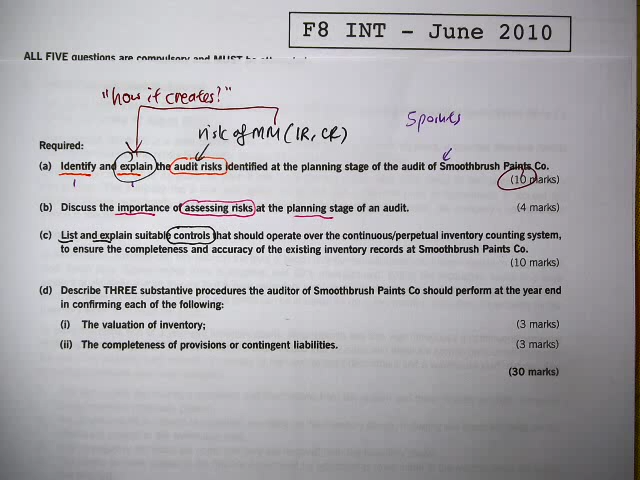 F8 INT - June 2010
ALL FIVE questions are compulsory and MUST be
"how it creates?"
risk of MM (IR, CR)
5 points
Required:
(a) Identify and explain the audit risks identified at the planning stage of the audit of Smoothbrush Paints Co.
(10 marks)
1 1
(b) Discuss the importance of assessing risks at the planning stage of an audit. (4 marks)
(c) List and explain suitable controls that should operate over the continuous/perpetual inventory counting system,
to ensure the completeness and accuracy of the existing inventory records at Smoothbrush Paints Co.
(10 marks)
(d) Describe THREE substantive procedures the auditor of Smoothbrush Paints Co should perform at the year end
in confirming each of the following:
(i) The valuation of inventory; (3 marks)
(ii) The completeness of provisions or contingent liabilities. (3 marks)
(30 marks)